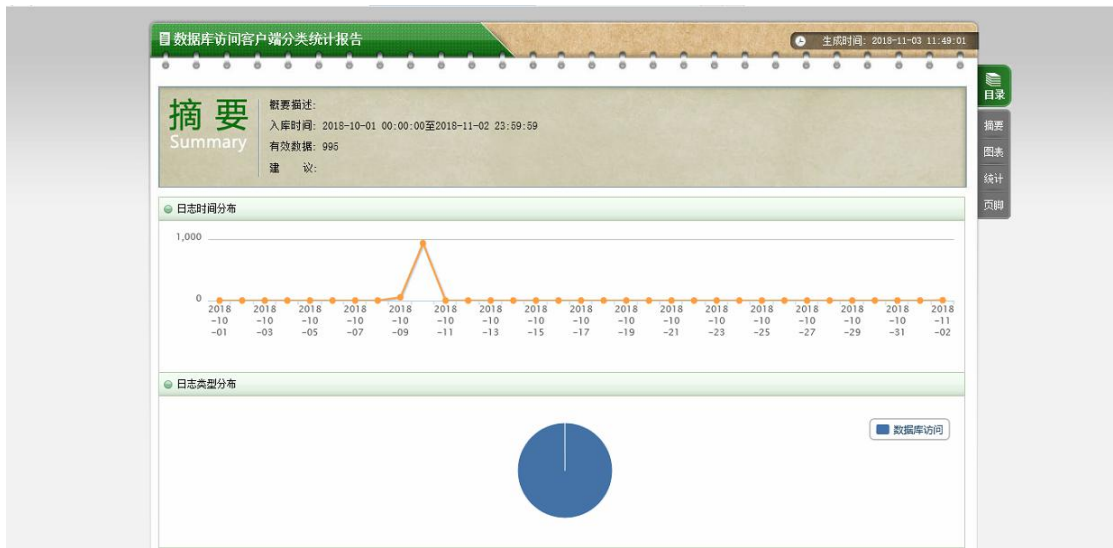 数据库访问客户端分类统计报告
生成时间: 2018-11-03 11:49:01
目录
摘要
图表
统计
页脚
摘 要
Summary
概要描述:
入库时间: 2018-10-01 00:00:00至2018-11-02 23:59:59
有效数据: 995
建 议:
日志时间分布
1,000
0
2018 2018 2018 2018 2018 2018 2018 2018 2018 2018 2018 2018 2018 2018 2018 2018 2018
-10 -10 -10 -10 -10 -10 -10 -10 -10 -10 -10 -10 -10 -10 -10 -10 -11
-01 -03 -05 -07 -09 -11 -13 -15 -17 -19 -21 -23 -25 -27 -29 -31 -02
日志类型分布
数据库访问